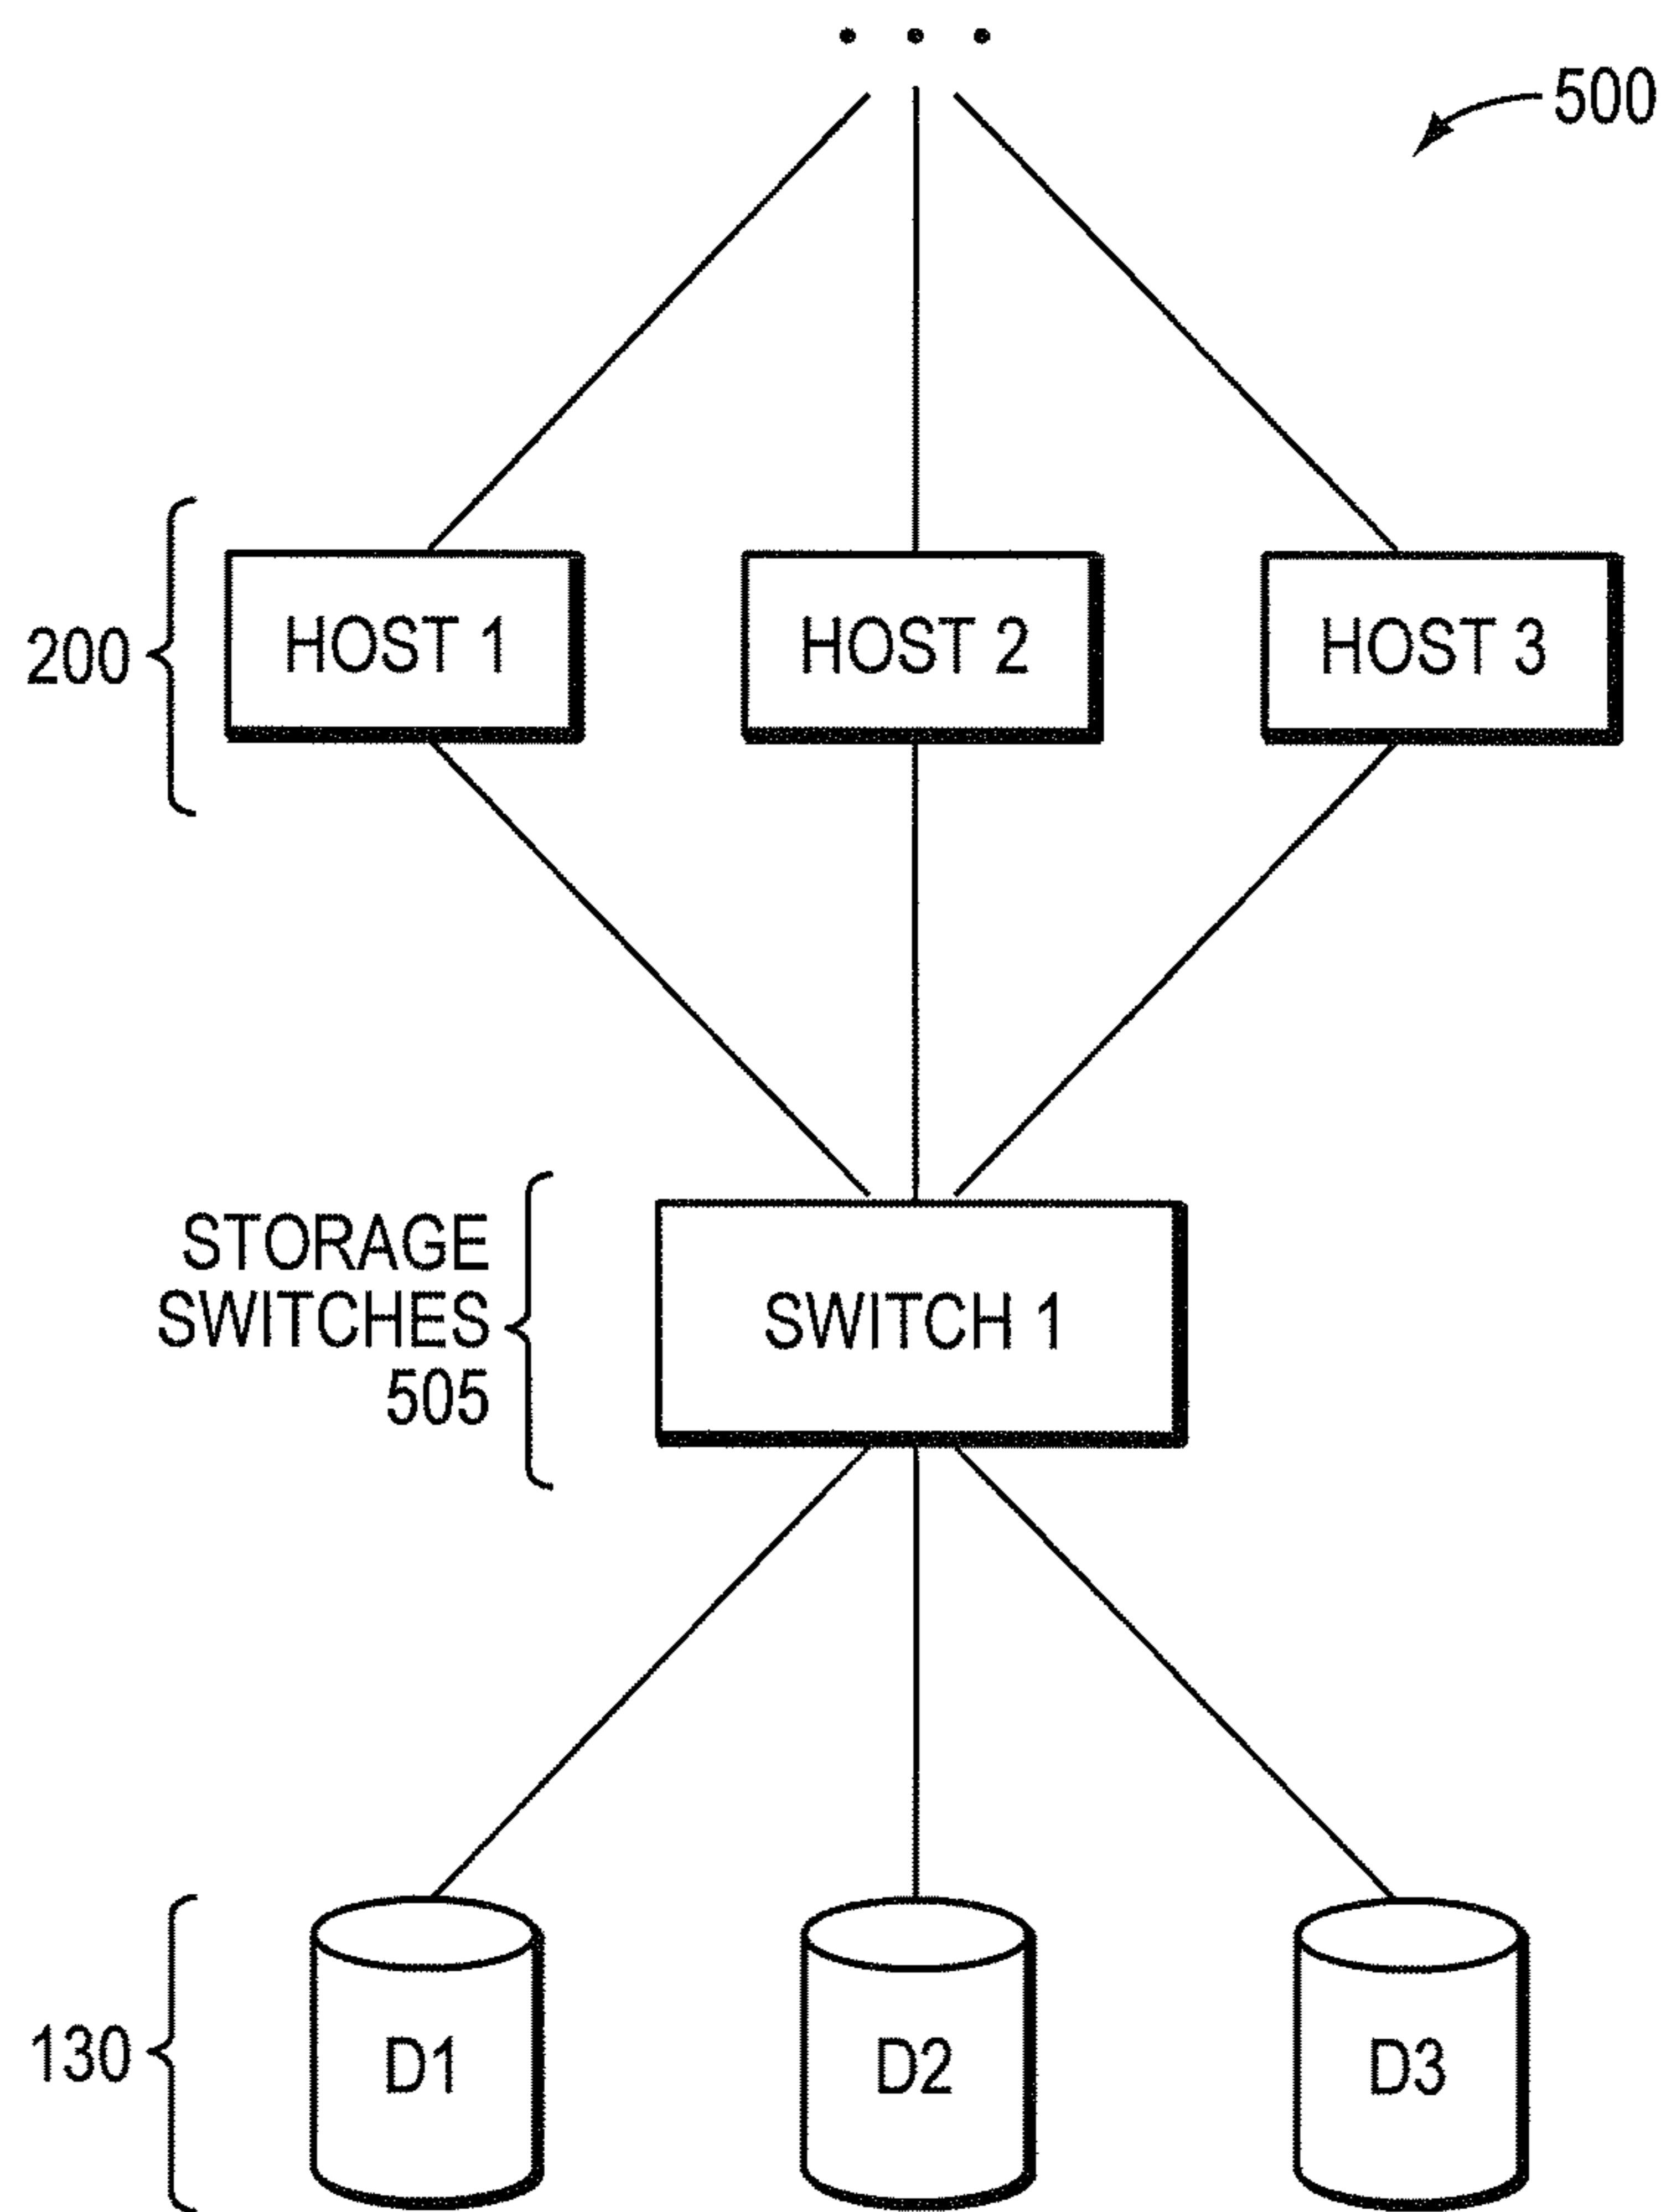 . . .
500
200
HOST 1
HOST 2
HOST 3
STORAGE
SWITCHES
505
SWITCH 1
130
D1
D2
D3